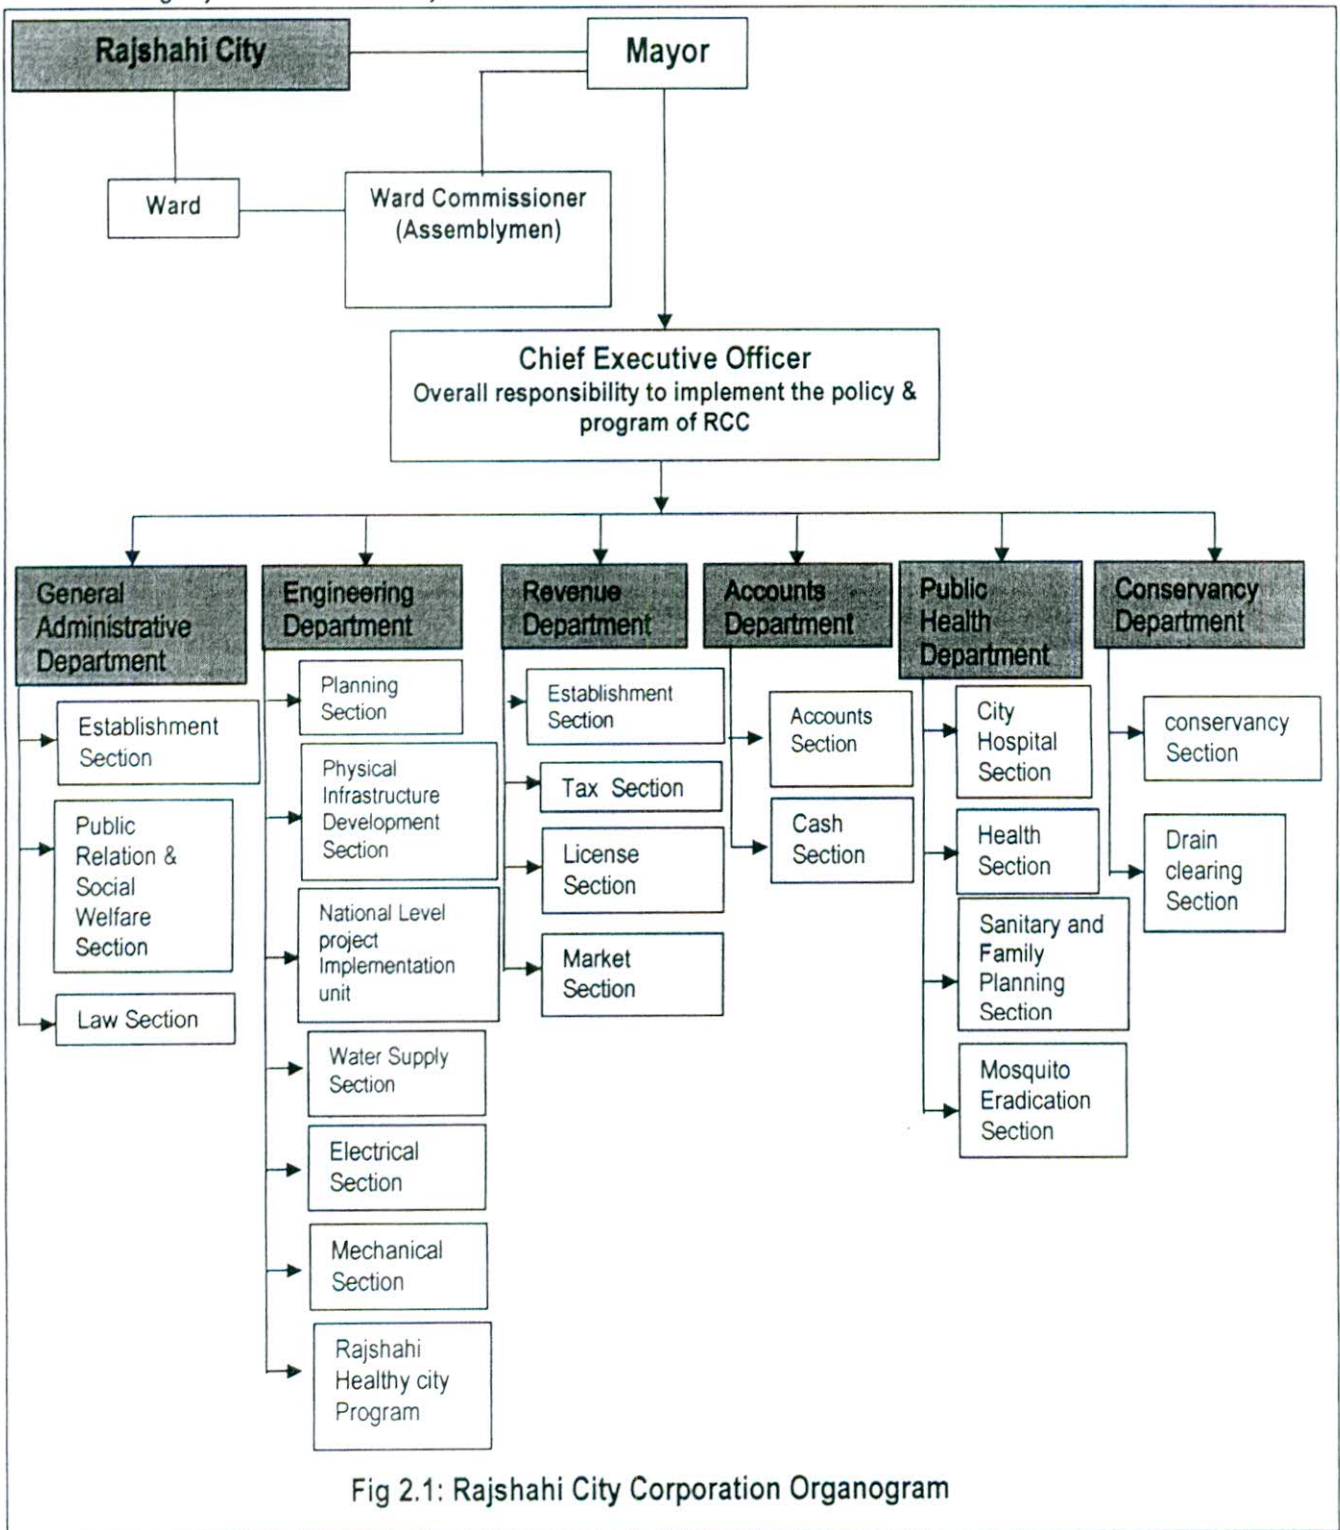 Rajshahi City
Mayor
Ward
Ward Commissioner
(Assemblymen)
Chief Executive Officer
Overall responsibility to implement the policy &
program of RCC
General
Administrative
Department
Establishment
Section
Public
Relation &
Social
Welfare
Section
Law Section
Engineering
Department
Planning
Section
Physical
Infrastructure
Development
Section
National Level
project
Implementation
unit
Water Supply
Section
Electrical
Section
Mechanical
Section
Rajshahi
Healthy city
Program
Revenue
Department
Establishment
Section
Tax Section
License
Section
Market
Section
Accounts
Department
Accounts
Section
Cash
Section
Public
Health
Department
City
Hospital
Section
Health
Section
Sanitary and
Family
Planning
Section
Mosquito
Eradication
Section
Conservancy
Department
conservancy
Section
Drain
clearing
Section
Fig 2.1: Rajshahi City Corporation Organogram